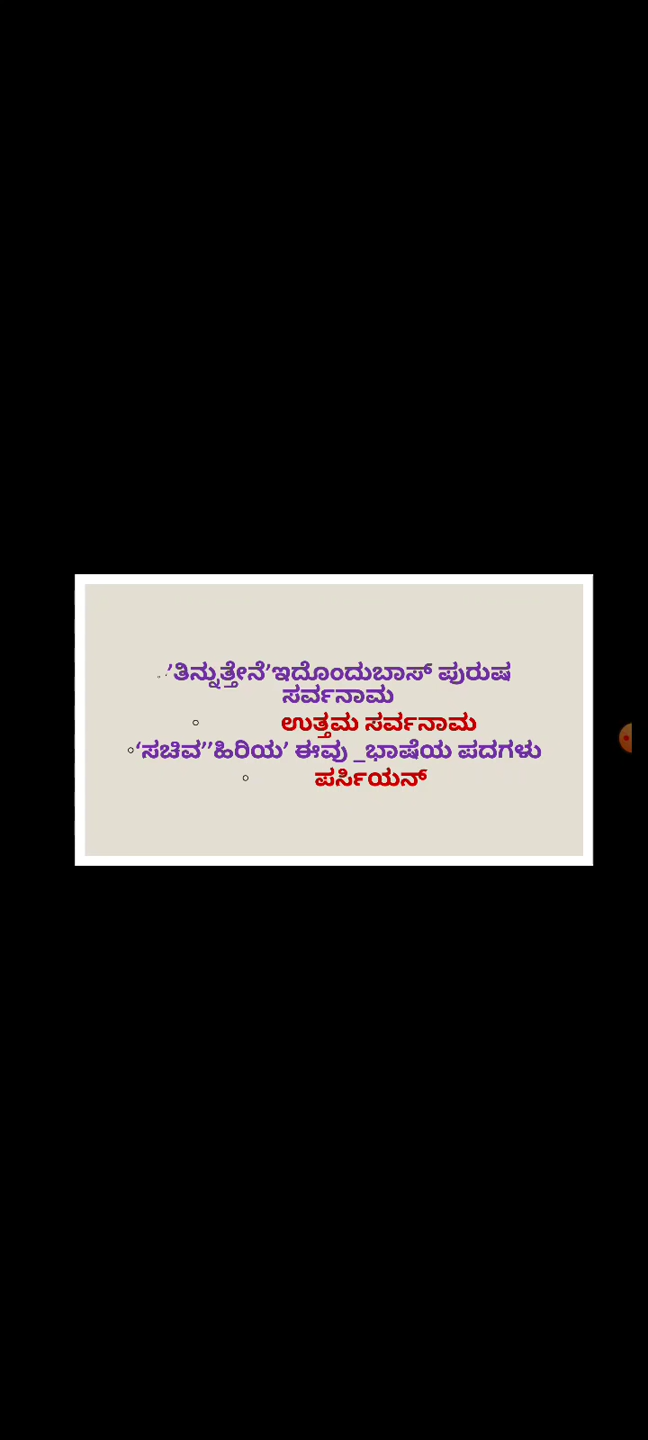 'ತಿನ್ನುತ್ತೇನೆ'ಇದೊಂದುಬಾಸ್ ಪುರುಷ
ಸರ್ವನಾಮ
ಉತ್ತಮ ಸರ್ವನಾಮ
‘ಸಚಿವ’’ಹಿರಿಯ’ ಈವು _ಭಾಷೆಯ ಪದಗಳು
ಪರ್ಸಿಯನ್